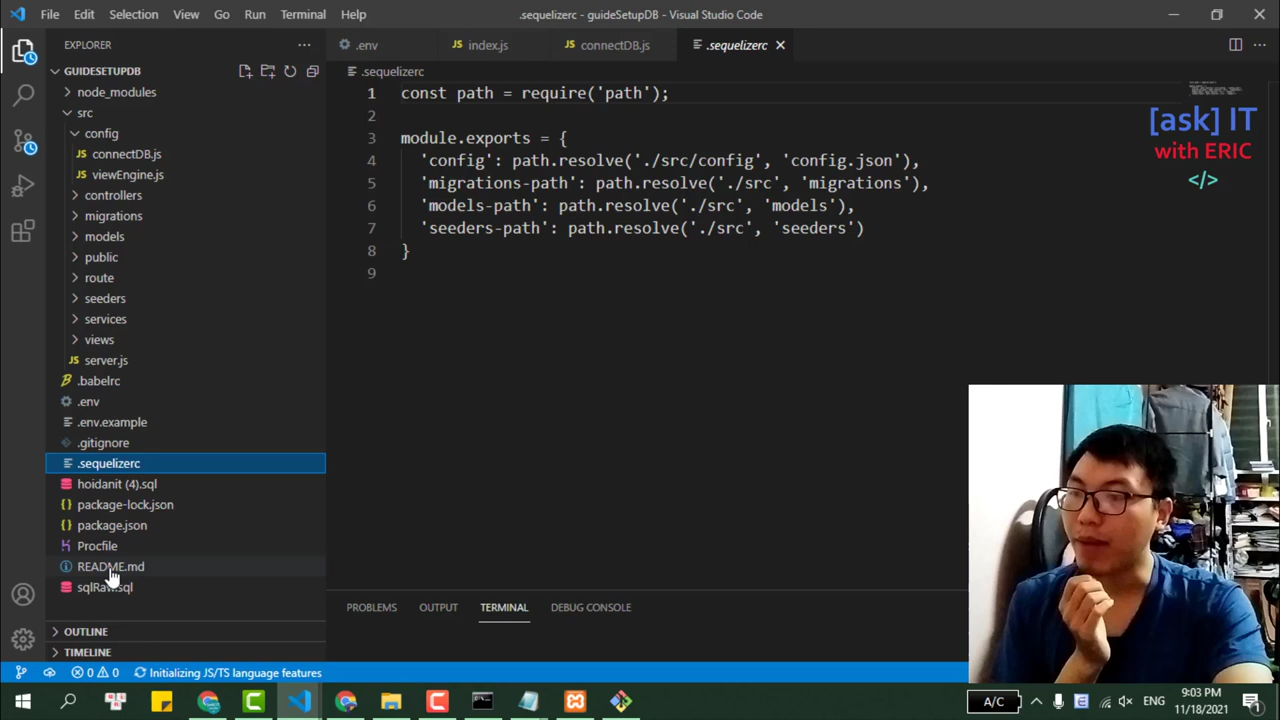 File Edit Selection View Go Run Terminal Help
.sequelizerc - guideSetupDB - Visual Studio Code
EXPLORER
GUIDESETUPDB
node_modules
src
config
connectDB.js
viewEngine.js
controllers
migrations
models
public
route
seeders
services
views
server.js
.babelrc
.env
.env.example
.gitignore
.sequelizerc
hoidanit (4).sql
package-lock.json
package.json
Procfile
README.md
sqlRaw.sql
OUTLINE
TIMELINE
.env index.js connectDB.js .sequelizerc
.sequelizerc
1 const path = require('path');
2
3 module.exports = {
4 'config': path.resolve('./src/config', 'config.json'),
5 'migrations-path': path.resolve('./src', 'migrations'),
6 'models-path': path.resolve('./src', 'models'),
7 'seeders-path': path.resolve('./src', 'seeders')
8 }
9
[ask] IT
with ERIC
</>
PROBLEMS OUTPUT TERMINAL DEBUG CONSOLE
0 0 Initializing JS/TS language features
A/C ENG 9:03 PM
11/18/2021